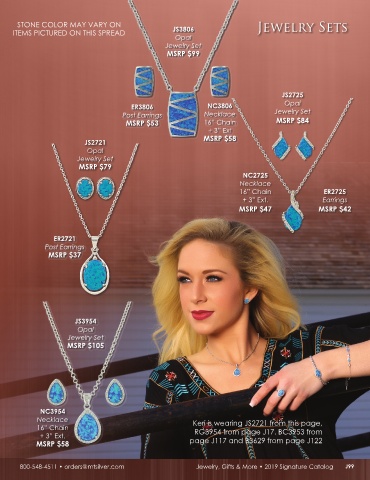 STONE COLOR MAY VARY ON
ITEMS PICTURED ON THIS SPREAD
JEWELRY SETS
JS3806
Opal
Jewelry Set
MSRP $99
ER3806
Post Earrings
MSRP $53
NC3806
Necklace
16" Chain
+ 3" Ext.
MSRP $58
JS2725
Opal
Jewelry Set
MSRP $84
NC2725
Necklace
16" Chain
+ 3" Ext.
MSRP $47
ER2725
Earrings
MSRP $42
JS2721
Opal
Jewelry Set
MSRP $79
ER2721
Post Earrings
MSRP $37
JS3954
Opal
Jewelry Set
MSRP $105
NC3954
Necklace
16" Chain
+ 3" Ext.
MSRP $58
Keri is wearing JS2721 from this page,
RG3954 from page J17, BC3953 from
page J117 and B3629 from page J122
800-548-4511 • orders@mtsilver.com
Jewelry, Gifts & More • 2019 Signature Catalog J99